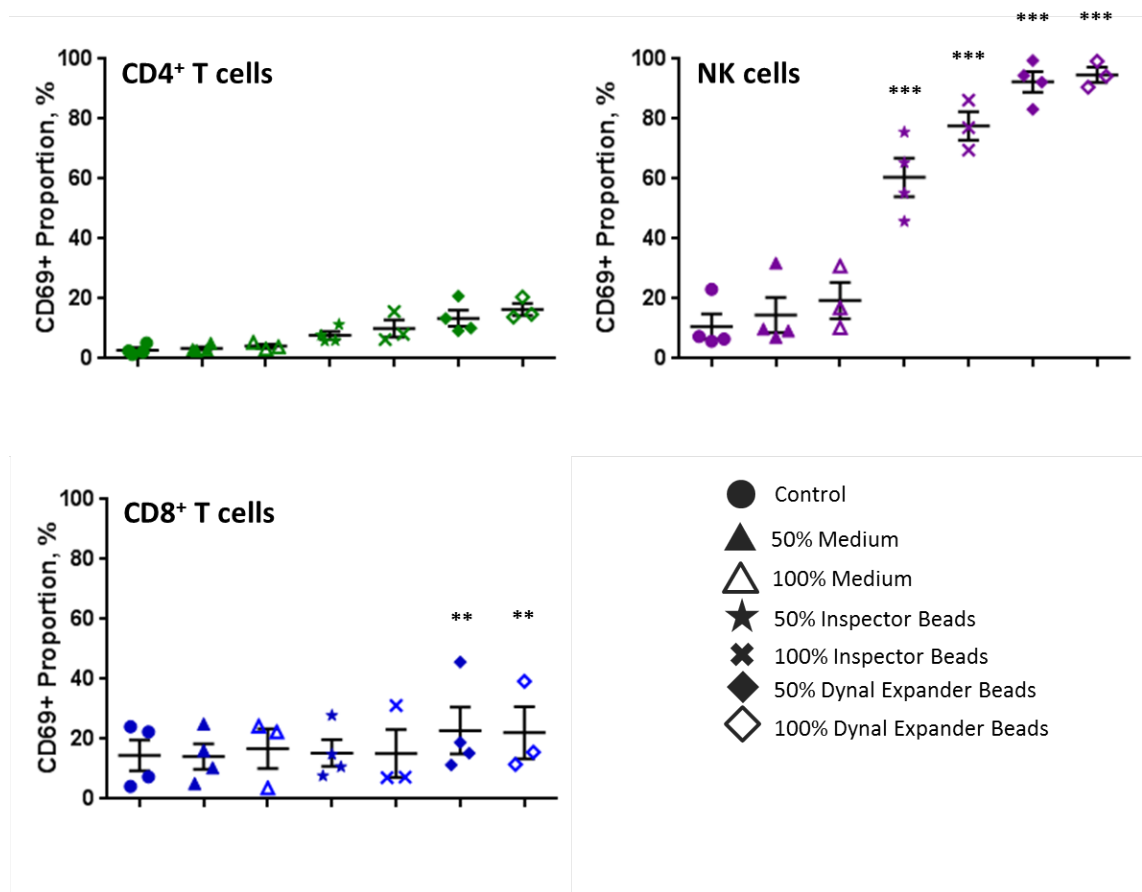 *** ***
***
***
CD4⁺ T cells
NK cells
CD69+ Proportion, %
100
80
60
40
20
0
CD69+ Proportion, %
100
80
60
40
20
0
CD8⁺ T cells
CD69+ Proportion, %
100
80
60
40
20
0
** **
Control
50% Medium
100% Medium
50% Inspector Beads
100% Inspector Beads
50% Dynal Expander Beads
100% Dynal Expander Beads